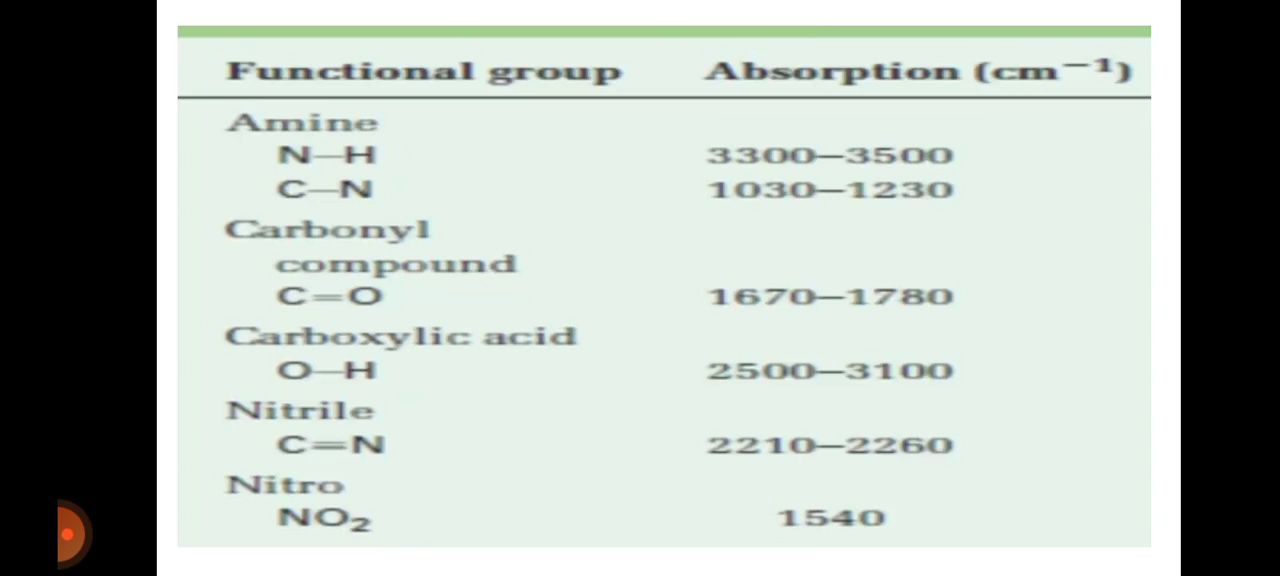 Functional group Absorption (cm⁻¹)
Amine
N—H 3300–3500
C—N 1030–1230
Carbonyl
compound
C=O 1670–1780
Carboxylic acid
O—H 2500–3100
Nitrile
C=N 2210–2260
Nitro
NO₂ 1540